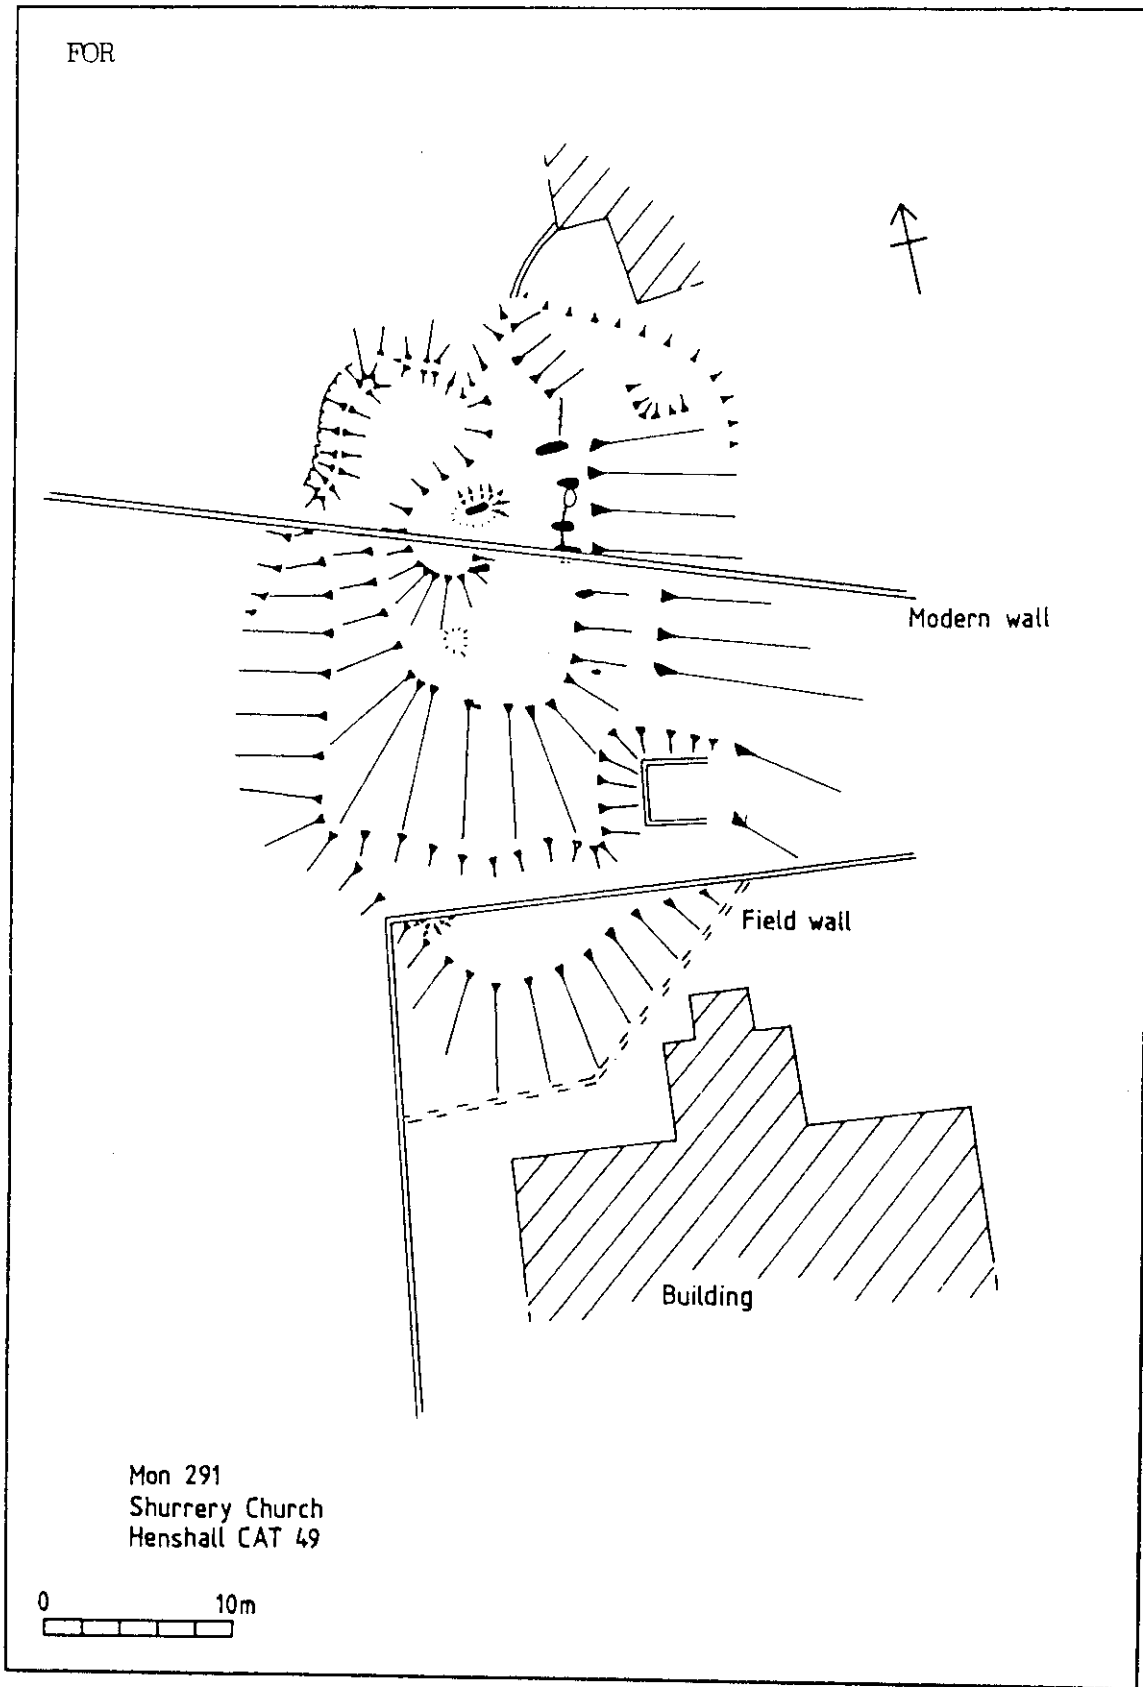 FOR
Modern wall
Field wall
Building
Mon 291
Shurrery Church
Henshall CAT 49
0 10m